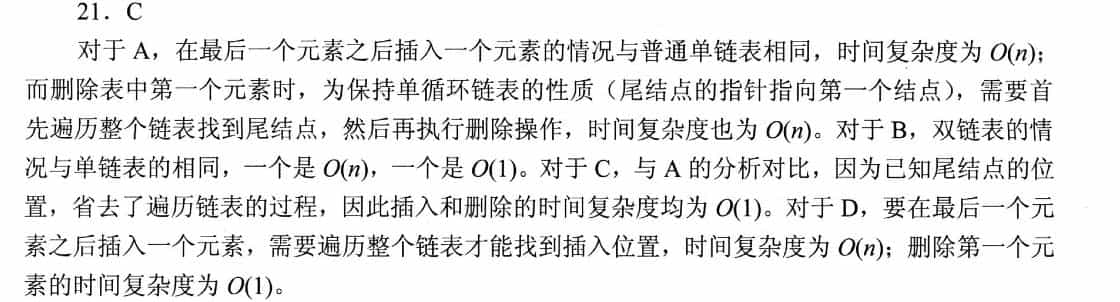 21．C
对于 A，在最后一个元素之后插入一个元素的情况与普通单链表相同，时间复杂度为 O(n)；
而删除表中第一个元素时，为保持单循环链表的性质（尾结点的指针指向第一个结点），需要首
先遍历整个链表找到尾结点，然后再执行删除操作，时间复杂度也为 O(n)。对于 B，双链表的情
况与单链表的相同，一个是 O(n)，一个是 O(1)。对于 C，与 A 的分析对比，因为已知尾结点的位
置，省去了遍历链表的过程，因此插入和删除的时间复杂度均为 O(1)。对于 D，要在最后一个元
素之后插入一个元素，需要遍历整个链表才能找到插入位置，时间复杂度为 O(n)；删除第一个元
素的时间复杂度为 O(1)。